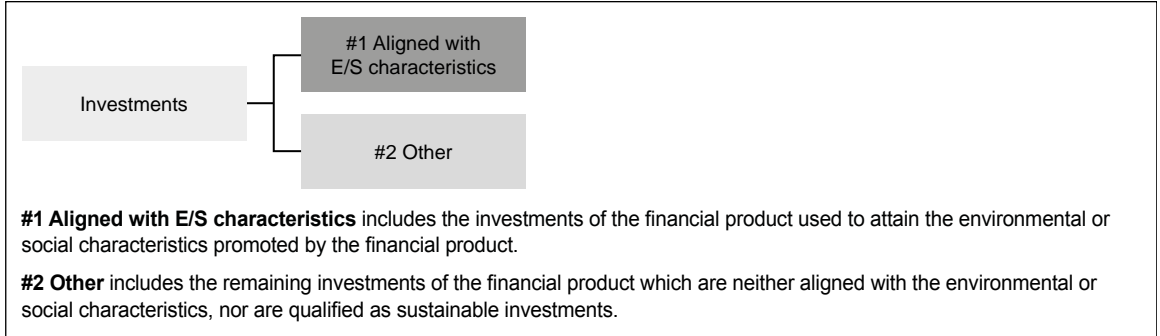 #1 Aligned with
E/S characteristics
Investments
#2 Other
#1 Aligned with E/S characteristics includes the investments of the financial product used to attain the environmental or
social characteristics promoted by the financial product.
#2 Other includes the remaining investments of the financial product which are neither aligned with the environmental or
social characteristics, nor are qualified as sustainable investments.